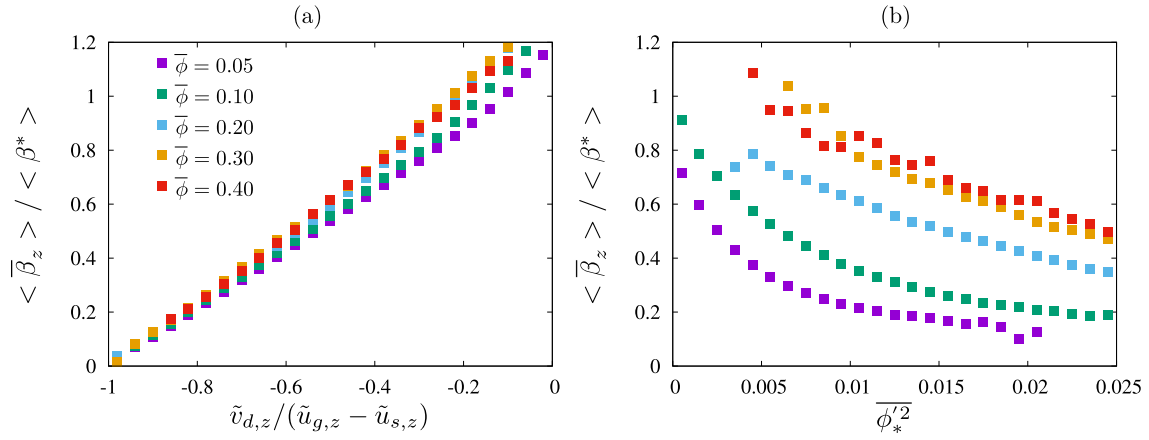 (a)
< β̅_z > / < β* >
1.2
1
0.8
0.6
0.4
0.2
0
ϕ̅ = 0.05
ϕ̅ = 0.10
ϕ̅ = 0.20
ϕ̅ = 0.30
ϕ̅ = 0.40
-1 -0.8 -0.6 -0.4 -0.2 0
ṽ_{d,z}/(ũ_{g,z} − ũ_{s,z})
(b)
< β̅_z > / < β* >
1.2
1
0.8
0.6
0.4
0.2
0
0 0.005 0.01 0.015 0.02 0.025
\overline{ϕ_*^{'2}}